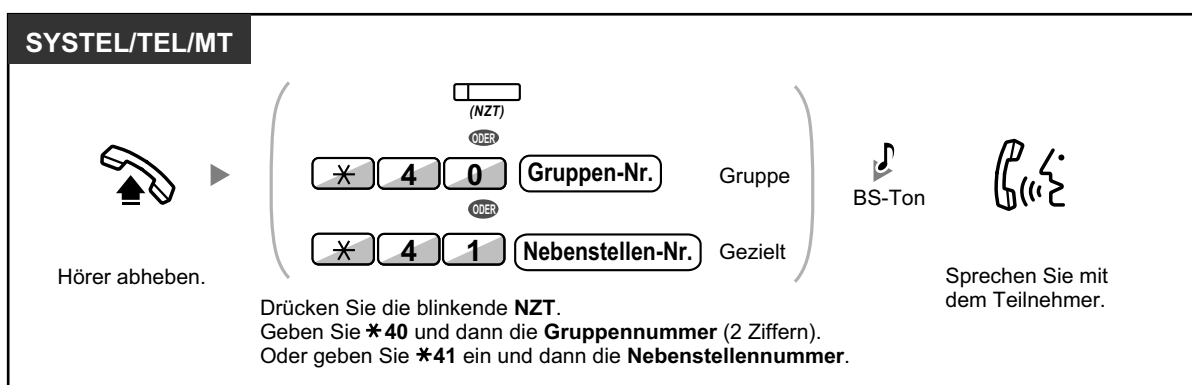 SYSTEL/TEL/MT
(NZT)
ODER
* 4 0 Gruppen-Nr. Gruppe
ODER
* 4 1 Nebenstellen-Nr. Gezielt
BS-Ton
Hörer abheben.
Sprechen Sie mit
dem Teilnehmer.
Drücken Sie die blinkende NZT.
Geben Sie *40 und dann die Gruppennummer (2 Ziffern).
Oder geben Sie *41 ein und dann die Nebenstellennummer.